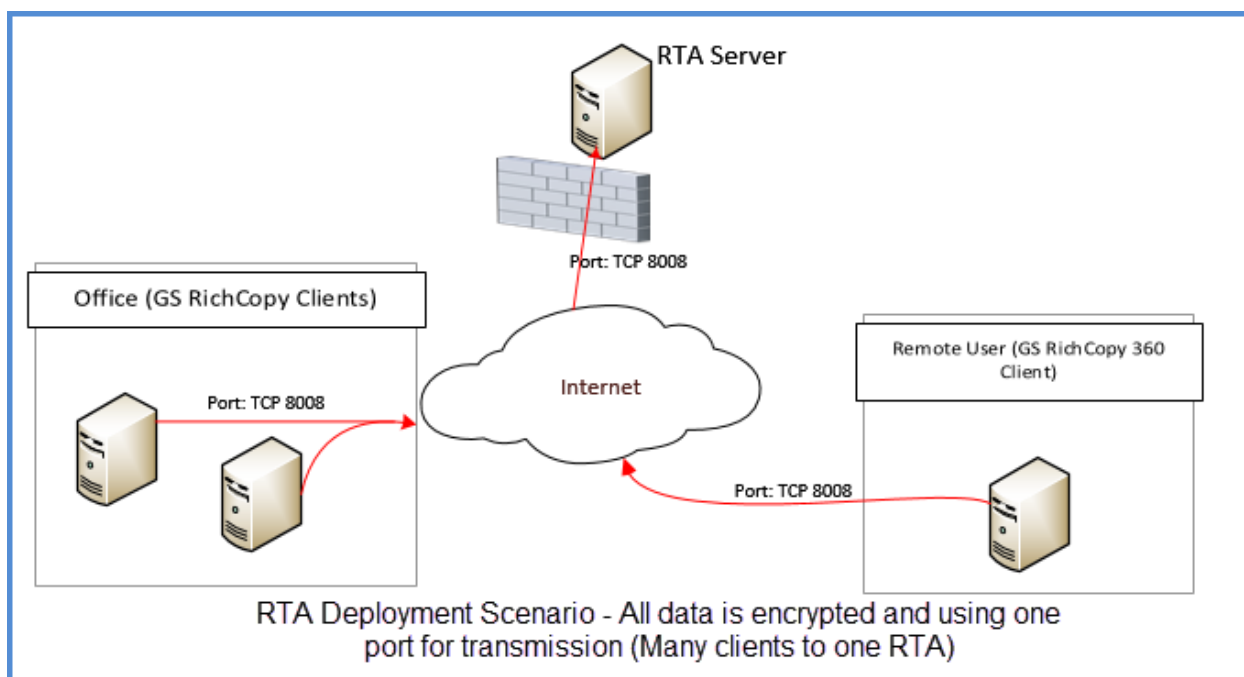 RTA Server
Port: TCP 8008
Office (GS RichCopy Clients)
Port: TCP 8008
Internet
Remote User (GS RichCopy 360
Client)
Port: TCP 8008
RTA Deployment Scenario - All data is encrypted and using one
port for transmission (Many clients to one RTA)